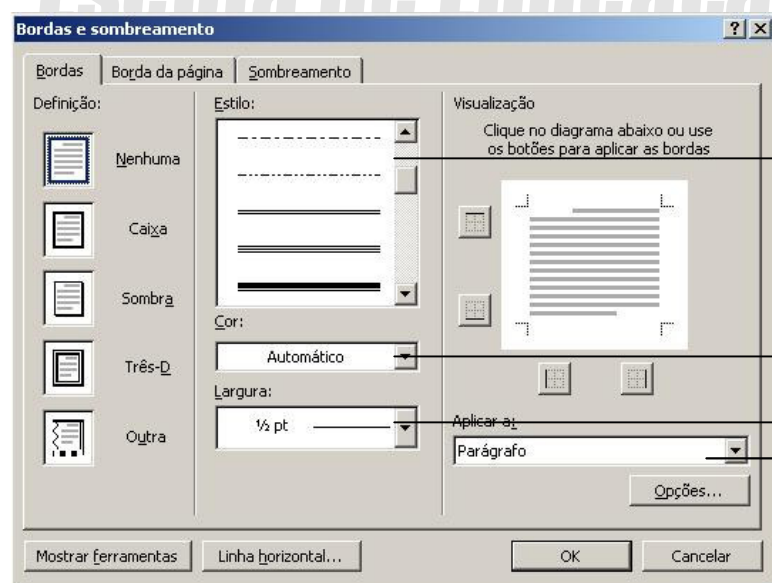 Bordas e sombreamento
Bordas
Borda da página
Sombreamento
Definição:
Nenhuma
Caixa
Sombra
Três-D
Outra
Estilo:
Cor:
Automático
Largura:
½ pt
Visualização
Clique no diagrama abaixo ou use
os botões para aplicar as bordas
Aplicar a:
Parágrafo
Opções...
Mostrar ferramentas
Linha horizontal...
OK
Cancelar